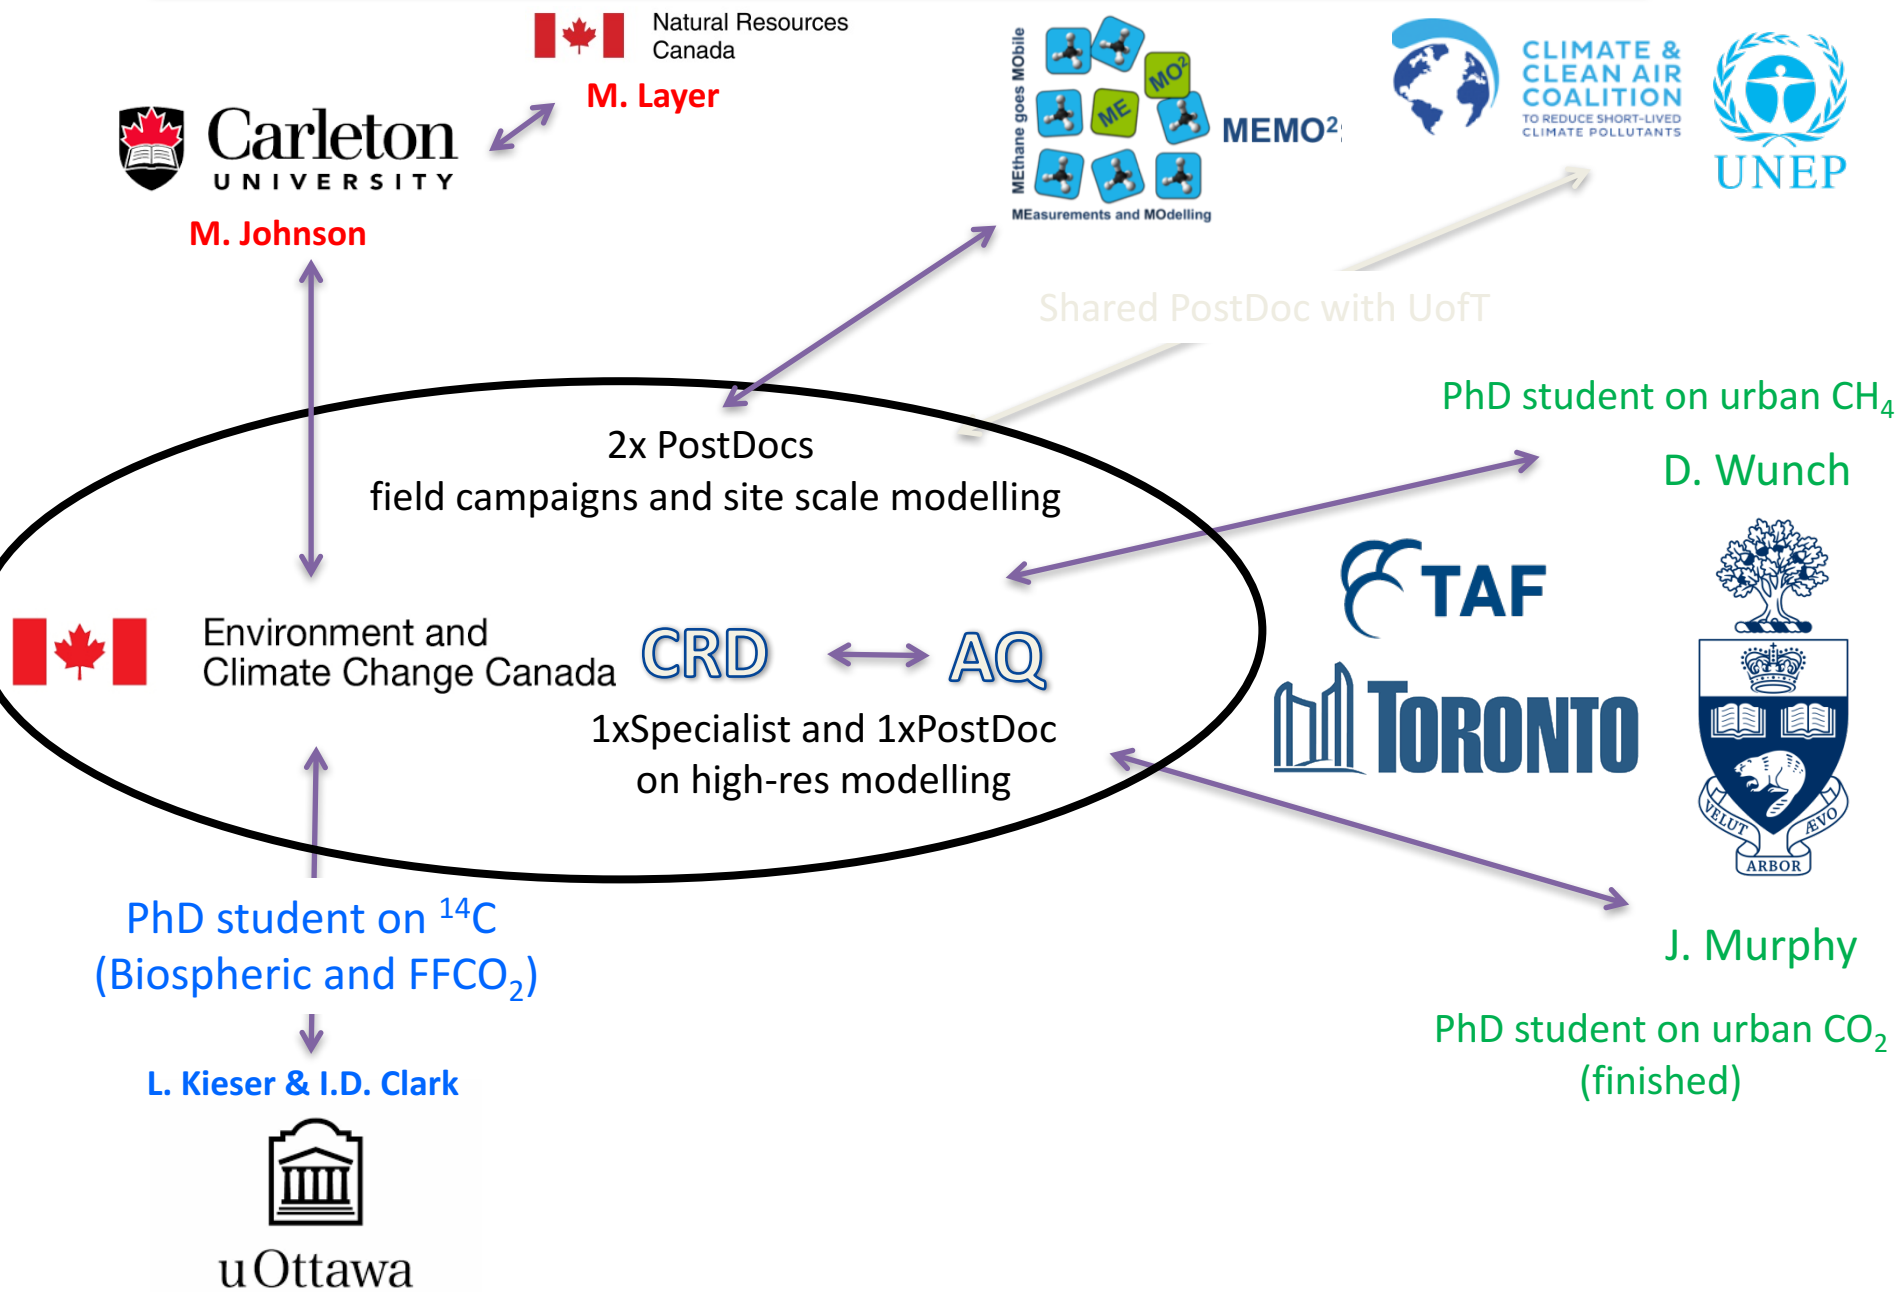 Natural Resources
Canada
M. Layer
Carleton
UNIVERSITY
M. Johnson
MEthane goes MObile
MO²
ME
MEMO²:
MEasurements and MOdelling
CLIMATE &
CLEAN AIR
COALITION
TO REDUCE SHORT-LIVED
CLIMATE POLLUTANTS
UNEP
Shared PostDoc with UofT
2x PostDocs
field campaigns and site scale modelling
PhD student on urban CH₄
D. Wunch
Environment and
Climate Change Canada
CRD
AQ
1xSpecialist and 1xPostDoc
on high-res modelling
TAF
TORONTO
VELUT
ARBOR
ÆVO
J. Murphy
PhD student on urban CO₂
(finished)
PhD student on ¹⁴C
(Biospheric and FFCO₂)
L. Kieser & I.D. Clark
uOttawa